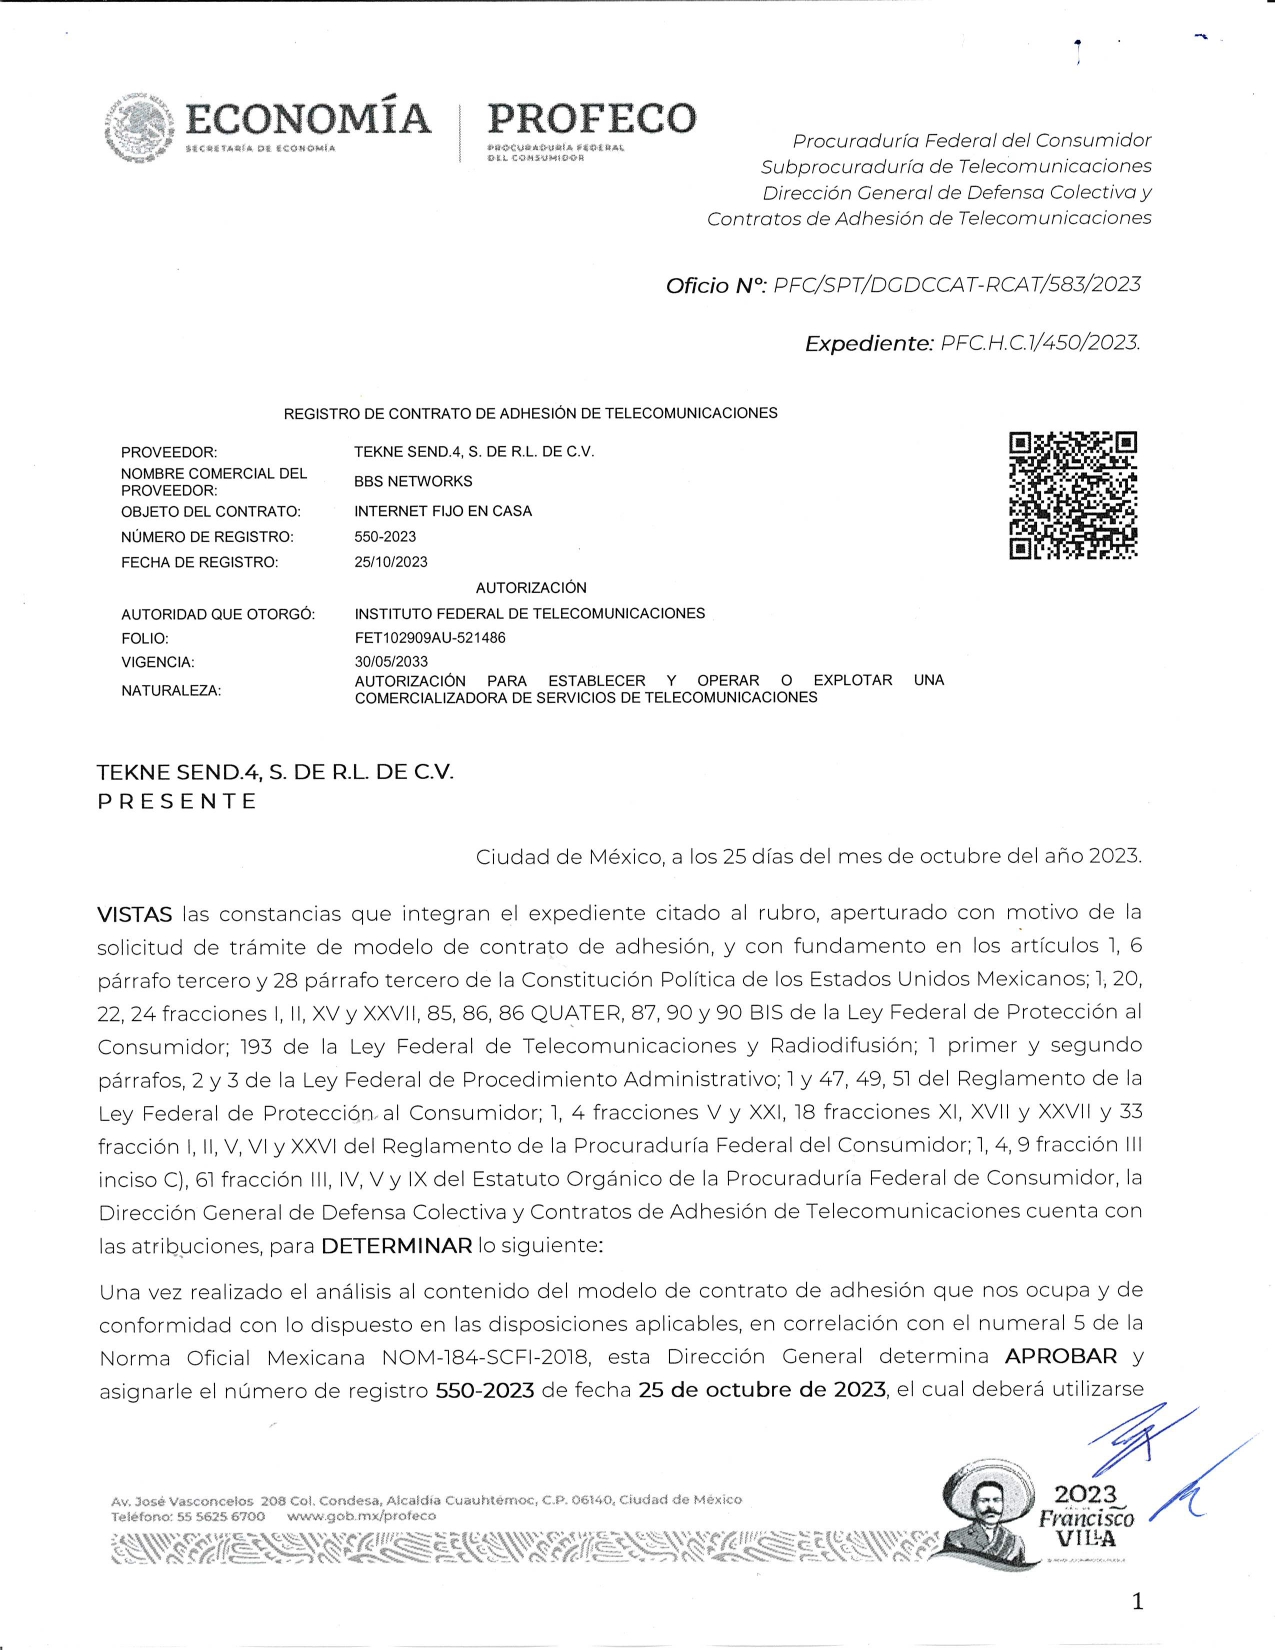 ECONOMÍA
SECRETARÍA DE ECONOMÍA
PROFECO
PROCURADURÍA FEDERAL
DEL CONSUMIDOR
Procuraduría Federal del Consumidor
Subprocuraduría de Telecomunicaciones
Dirección General de Defensa Colectiva y
Contratos de Adhesión de Telecomunicaciones
Oficio Nº: PFC/SPT/DGDCCAT-RCAT/583/2023
Expediente: PFC.H.C.1/450/2023.
REGISTRO DE CONTRATO DE ADHESIÓN DE TELECOMUNICACIONES
PROVEEDOR: TEKNE SEND.4, S. DE R.L. DE C.V.
NOMBRE COMERCIAL DEL
PROVEEDOR: BBS NETWORKS
OBJETO DEL CONTRATO: INTERNET FIJO EN CASA
NÚMERO DE REGISTRO: 550-2023
FECHA DE REGISTRO: 25/10/2023
AUTORIZACIÓN
AUTORIDAD QUE OTORGÓ: INSTITUTO FEDERAL DE TELECOMUNICACIONES
FOLIO: FET102909AU-521486
VIGENCIA: 30/05/2033
NATURALEZA: AUTORIZACIÓN PARA ESTABLECER Y OPERAR O EXPLOTAR UNA
COMERCIALIZADORA DE SERVICIOS DE TELECOMUNICACIONES
TEKNE SEND.4, S. DE R.L. DE C.V.
P R E S E N T E
Ciudad de México, a los 25 días del mes de octubre del año 2023.
VISTAS las constancias que integran el expediente citado al rubro, aperturado con motivo de la
solicitud de trámite de modelo de contrato de adhesión, y con fundamento en los artículos 1, 6
párrafo tercero y 28 párrafo tercero de la Constitución Política de los Estados Unidos Mexicanos; 1, 20,
22, 24 fracciones I, II, XV y XXVII, 85, 86, 86 QUATER, 87, 90 y 90 BIS de la Ley Federal de Protección al
Consumidor; 193 de la Ley Federal de Telecomunicaciones y Radiodifusión; 1 primer y segundo
párrafos, 2 y 3 de la Ley Federal de Procedimiento Administrativo; 1 y 47, 49, 51 del Reglamento de la
Ley Federal de Protección al Consumidor; 1, 4 fracciones V y XXI, 18 fracciones XI, XVII y XXVII y 33
fracción I, II, V, VI y XXVI del Reglamento de la Procuraduría Federal del Consumidor; 1, 4, 9 fracción III
inciso C), 61 fracción III, IV, V y IX del Estatuto Orgánico de la Procuraduría Federal de Consumidor, la
Dirección General de Defensa Colectiva y Contratos de Adhesión de Telecomunicaciones cuenta con
las atribuciones, para DETERMINAR lo siguiente:
Una vez realizado el análisis al contenido del modelo de contrato de adhesión que nos ocupa y de
conformidad con lo dispuesto en las disposiciones aplicables, en correlación con el numeral 5 de la
Norma Oficial Mexicana NOM-184-SCFI-2018, esta Dirección General determina APROBAR y
asignarle el número de registro 550-2023 de fecha 25 de octubre de 2023, el cual deberá utilizarse
Av. José Vasconcelos 208 Col. Condesa, Alcaldía Cuauhtémoc, C.P. 06140, Ciudad de México
Teléfono: 55 5625 6700 www.gob.mx/profeco
2023
Francisco
VILLA
1